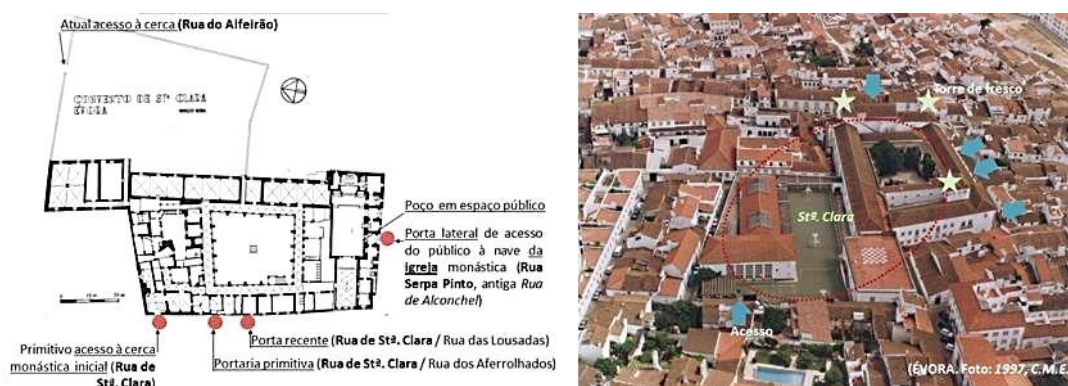 Atual acesso à cerca (Rua do Alfeirão)
CONVENTO DE Stª CLARA
ÉVORA
Poço em espaço público
Porta lateral de acesso
do público à nave da
igreja monástica (Rua
Serpa Pinto, antiga Rua
de Alconchel)
Porta recente (Rua de Stª. Clara / Rua das Lousadas)
Primitivo acesso à cerca
monástica inicial (Rua de
Stª. Clara)
Portaria primitiva (Rua de Stª. Clara / Rua dos Aferrolhados)
Torre de fresco
Stª. Clara
Acesso
(ÉVORA. Foto: 1997, C.M.E.